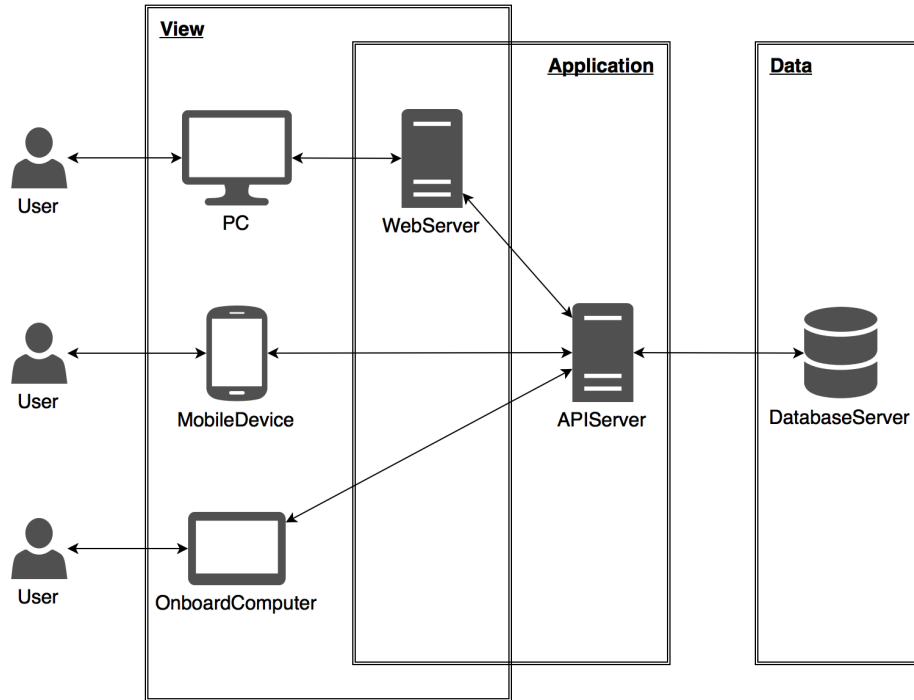 View
Application
Data
User
PC
WebServer
User
MobileDevice
APIServer
DatabaseServer
User
OnboardComputer